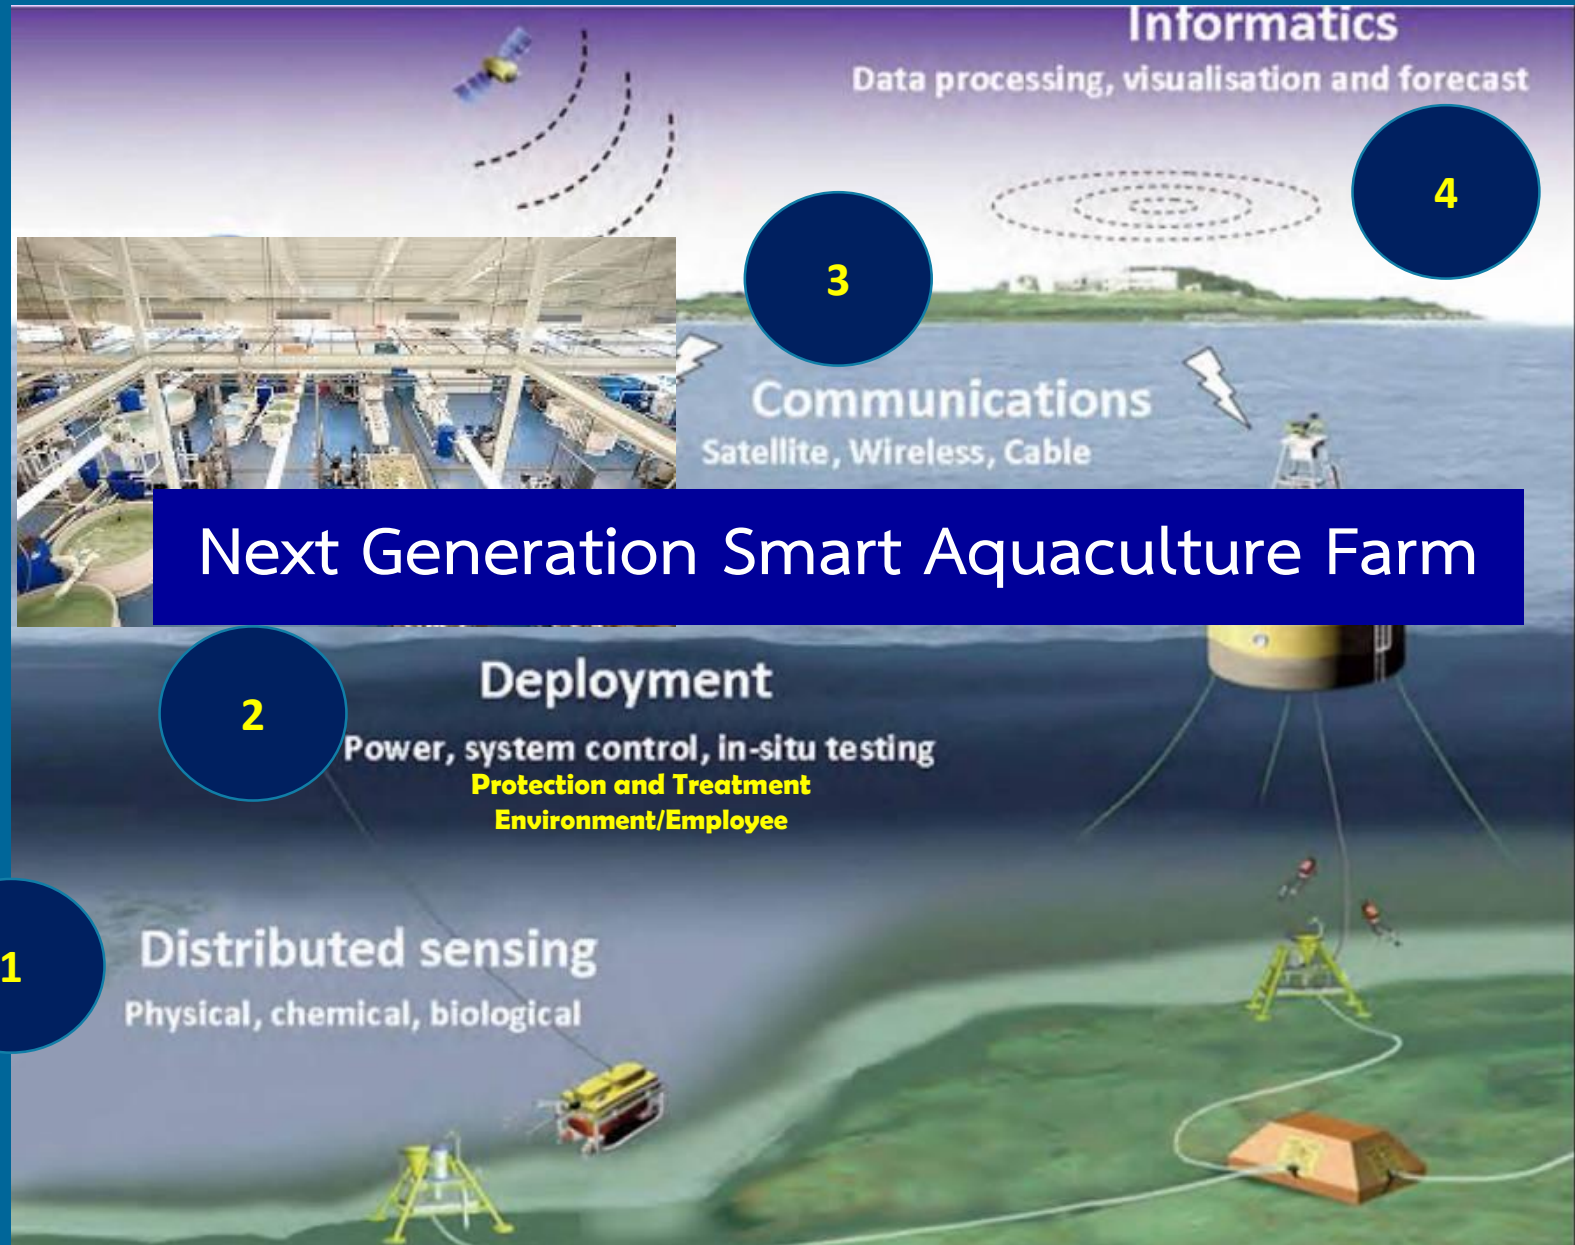 Informatics
Data processing, visualisation and forecast
4
3
Communications
Satellite, Wireless, Cable
Next Generation Smart Aquaculture Farm
2
Deployment
Power, system control, in-situ testing
Protection and Treatment
Environment/Employee
1
Distributed sensing
Physical, chemical, biological